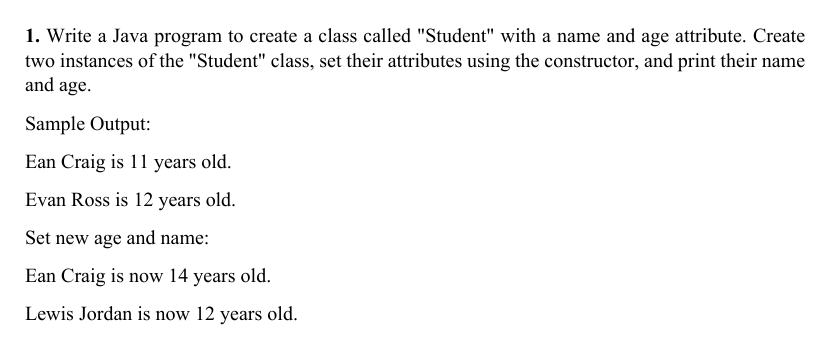 1. Write a Java program to create a class called "Student" with a name and age attribute. Create
two instances of the "Student" class, set their attributes using the constructor, and print their name
and age.
Sample Output:
Ean Craig is 11 years old.
Evan Ross is 12 years old.
Set new age and name:
Ean Craig is now 14 years old.
Lewis Jordan is now 12 years old.